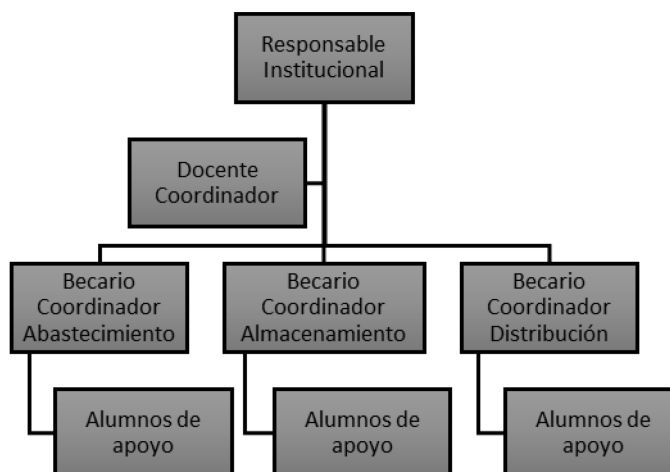 Responsable
Institucional
Docente
Coordinador
Becario
Coordinador
Abastecimiento
Becario
Coordinador
Almacenamiento
Becario
Coordinador
Distribución
Alumnos de
apoyo
Alumnos de
apoyo
Alumnos de
apoyo